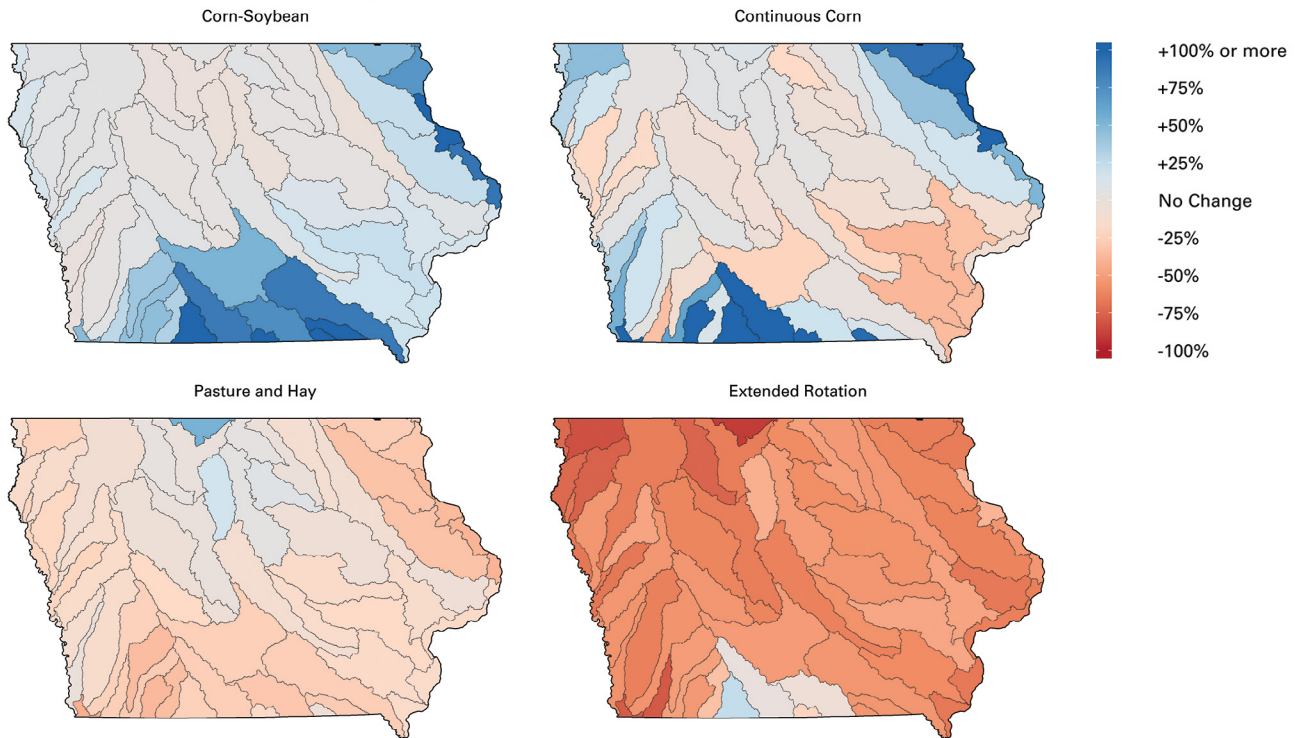 Corn-Soybean
Continuous Corn
+100% or more
+75%
+50%
+25%
No Change
-25%
-50%
-75%
-100%
Pasture and Hay
Extended Rotation